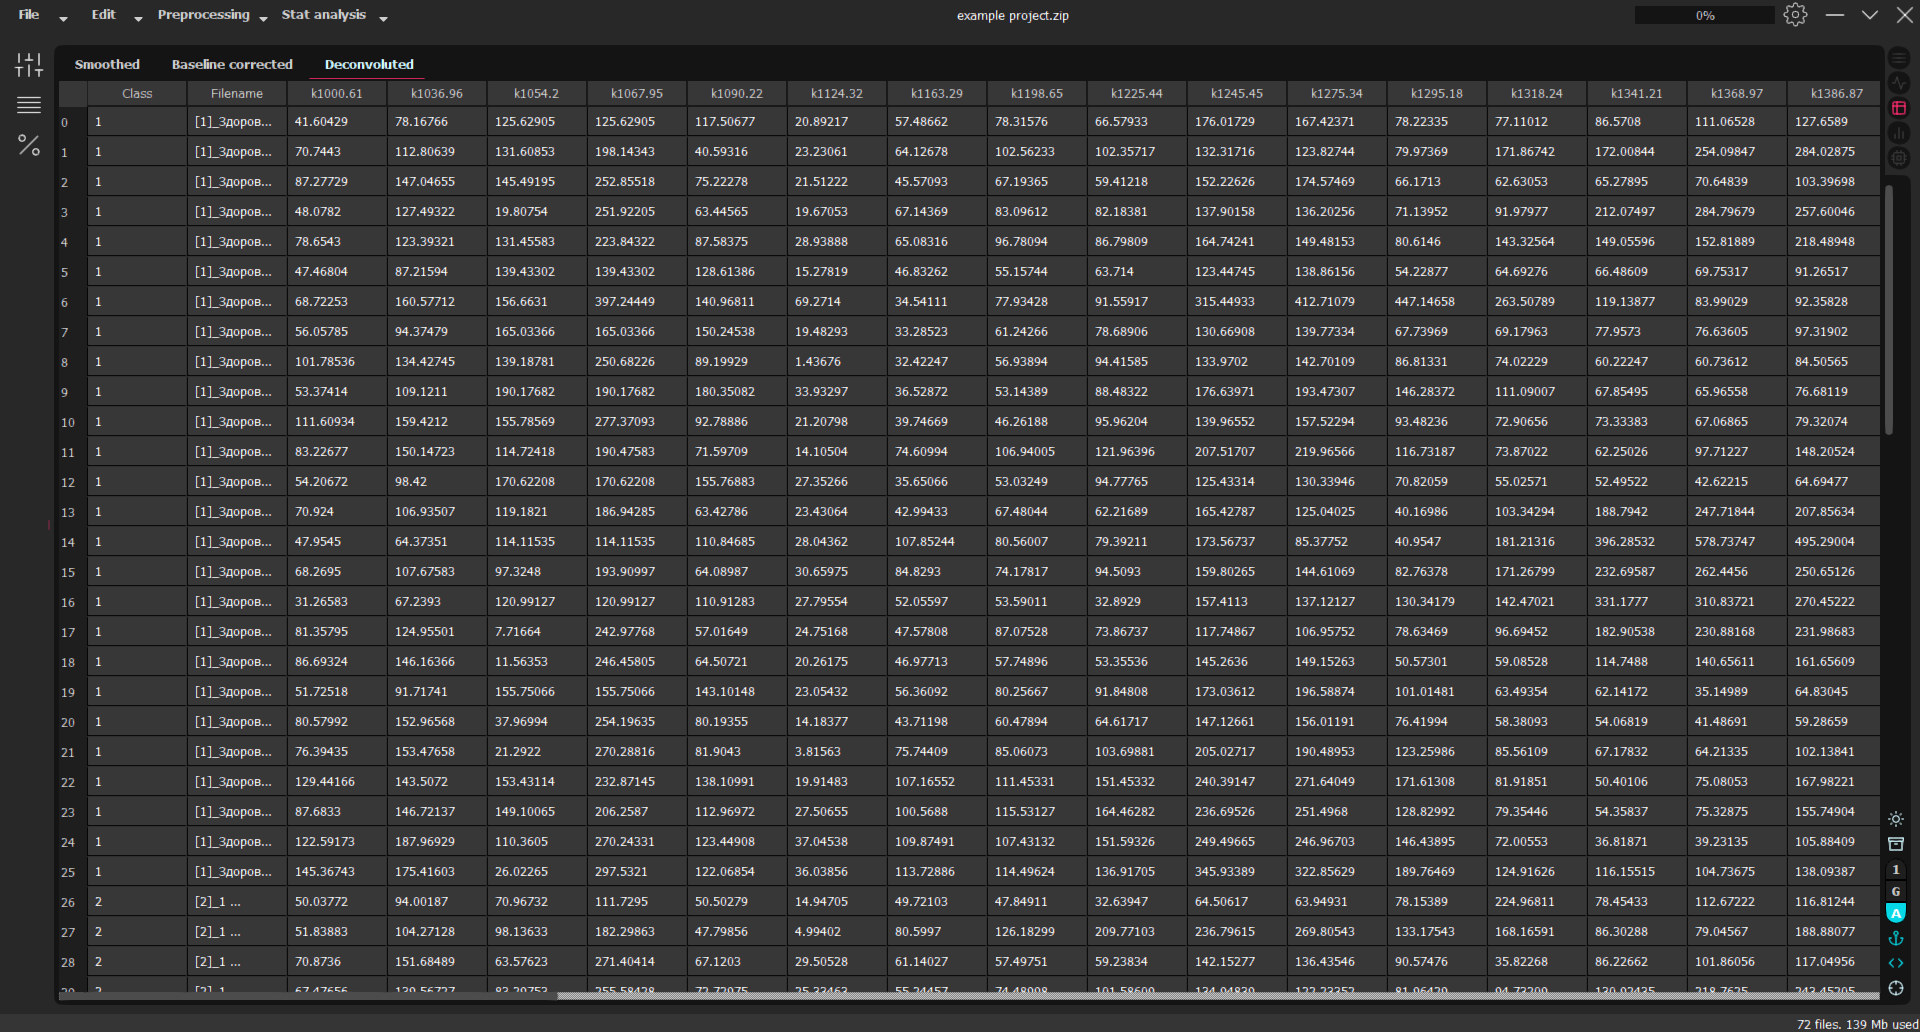 File Edit Preprocessing Stat analysis example project.zip 0%
Smoothed Baseline corrected Deconvoluted
Class Filename k1000.61 k1036.96 k1054.2 k1067.95 k1090.22 k1124.32 k1163.29 k1198.65 k1225.44 k1245.45 k1275.34 k1295.18 k1318.24 k1341.21 k1368.97 k1386.87
0 1 [1]_Здоров... 41.60429 78.16766 125.62905 125.62905 117.50677 20.89217 57.48662 78.31576 66.57933 176.01729 167.42371 78.22335 77.11012 86.5708 111.06528 127.6589
1 1 [1]_Здоров... 70.7443 112.80639 131.60853 198.14343 40.59316 23.23061 64.12678 102.56233 102.35717 132.31716 123.82744 79.97369 171.86742 172.00844 254.09847 284.02875
2 1 [1]_Здоров... 87.27729 147.04655 145.49195 252.85518 75.22278 21.51222 45.57093 67.19365 59.41218 152.22626 174.57469 66.1713 62.63053 65.27895 70.64839 103.39698
3 1 [1]_Здоров... 48.0782 127.49322 19.80754 251.92205 63.44565 19.67053 67.14369 83.09612 82.18381 137.90158 136.20256 71.13952 91.97977 212.07497 284.79679 257.60046
4 1 [1]_Здоров... 78.6543 123.39321 131.45583 223.84322 87.58375 28.93888 65.08316 96.78094 86.79809 164.74241 149.48153 80.6146 143.32564 149.05596 152.81889 218.48948
5 1 [1]_Здоров... 47.46804 87.21594 139.43302 139.43302 128.61386 15.27819 46.83262 55.15744 63.714 123.44745 138.86156 54.22877 64.69276 66.48609 69.75317 91.26517
6 1 [1]_Здоров... 68.72253 160.57712 156.6631 397.24449 140.96811 69.2714 34.54111 77.93428 91.55917 315.44933 412.71079 447.14658 263.50789 119.13877 83.99029 92.35828
7 1 [1]_Здоров... 56.05785 94.37479 165.03366 165.03366 150.24538 19.48293 33.28523 61.24266 78.68906 130.66908 139.77334 67.73969 69.17963 77.9573 76.63605 97.31902
8 1 [1]_Здоров... 101.78536 134.42745 139.18781 250.68226 89.19929 1.43676 32.42247 56.93894 94.41585 133.9702 142.70109 86.81331 74.02229 60.22247 60.73612 84.50565
9 1 [1]_Здоров... 53.37414 109.1211 190.17682 190.17682 180.35082 33.93297 36.52872 53.14389 88.48322 176.63971 193.47307 146.28372 111.09007 67.85495 65.96558 76.68119
10 1 [1]_Здоров... 111.60934 159.4212 155.78569 277.37093 92.78886 21.20798 39.74669 46.26188 95.96204 139.96552 157.52294 93.48236 72.90656 73.33383 67.06865 79.32074
11 1 [1]_Здоров... 83.22677 150.14723 114.72418 190.47583 71.59709 14.10504 74.60994 106.94005 121.96396 207.51707 219.96566 116.73187 73.87022 62.25026 97.71227 148.20524
12 1 [1]_Здоров... 54.20672 98.42 170.62208 170.62208 155.76883 27.35266 35.65066 53.03249 94.77765 125.43314 130.33946 70.82059 55.02571 52.49522 42.62215 64.69477
13 1 [1]_Здоров... 70.924 106.93507 119.1821 186.94285 63.42786 23.43064 42.99433 67.48044 62.21689 165.42787 125.04025 40.16986 103.34294 188.7942 247.71844 207.85634
14 1 [1]_Здоров... 47.9545 64.37351 114.11535 114.11535 110.84685 28.04362 107.85244 80.56007 79.39211 173.56737 85.37752 40.9547 181.21316 396.28532 578.73747 495.29004
15 1 [1]_Здоров... 68.2695 107.67583 97.3248 193.90997 64.08987 30.65975 84.8293 74.17817 94.5093 159.80265 144.61069 82.76378 171.26799 232.69587 262.4456 250.65126
16 1 [1]_Здоров... 31.26583 67.2393 120.99127 120.99127 110.91283 27.79554 52.05597 53.59011 32.8929 157.4113 137.12127 130.34179 142.47021 331.1777 310.83721 270.45222
17 1 [1]_Здоров... 81.35795 124.95501 7.71664 242.97768 57.01649 24.75168 47.57808 87.07528 73.86737 117.74867 106.95752 78.63469 96.69452 182.90538 230.88168 231.98683
18 1 [1]_Здоров... 86.69324 146.16366 11.56353 246.45805 64.50721 20.26175 46.97713 57.74896 53.35536 145.2636 149.15263 50.57301 59.08528 114.7488 140.65611 161.65609
19 1 [1]_Здоров... 51.72518 91.71741 155.75066 155.75066 143.10148 23.05432 56.36092 80.25667 91.84808 173.03612 196.58874 101.01481 63.49354 62.14172 35.14989 64.83045
20 1 [1]_Здоров... 80.57992 152.96568 37.96994 254.19635 80.19355 14.18377 43.71198 60.47894 64.61717 147.12661 156.01191 76.41994 58.38093 54.06819 41.48691 59.28659
21 1 [1]_Здоров... 76.39435 153.47658 21.2922 270.28816 81.9043 3.81563 75.74409 85.06073 103.69881 205.02717 190.48953 123.25986 85.56109 67.17832 64.21335 102.13841
22 1 [1]_Здоров... 129.44166 143.5072 153.43114 232.87145 138.10991 19.91483 107.16552 111.45331 151.45332 240.39147 271.64049 171.61308 81.91851 50.40106 75.08053 167.98221
23 1 [1]_Здоров... 87.6833 146.72137 149.10065 206.2587 112.96972 27.50655 100.5688 115.53127 164.46282 236.69526 251.4968 128.82992 79.35446 54.35837 75.32875 155.74904
24 1 [1]_Здоров... 122.59173 187.96929 110.3605 270.24331 123.44908 37.04538 109.87491 107.43132 151.59326 249.49665 246.96703 146.43895 72.00553 36.81871 39.23135 105.88409
25 1 [1]_Здоров... 145.36743 175.41603 26.02265 297.5321 122.06854 36.03856 113.72886 114.49624 136.91705 345.93389 322.85629 189.76469 124.91626 116.15515 104.73675 138.09387
26 2 [2]_1 ... 50.03772 94.00187 70.96732 111.7295 50.50279 14.94705 49.72103 47.84911 32.63947 64.50617 63.94931 78.15389 224.96811 78.45433 112.67222 116.81244
27 2 [2]_1 ... 51.83883 104.27128 98.13633 182.29863 47.79856 4.99402 80.5997 126.18299 209.77103 236.79615 269.80543 133.17543 168.16591 86.30288 79.04567 188.88077
28 2 [2]_1 ... 70.8736 151.68489 63.57623 271.40414 67.1203 29.50528 61.14027 57.49751 59.23834 142.15277 136.43546 90.57476 35.82268 86.22662 101.86056 117.04956
1
G
A
72 files. 139 Mb used